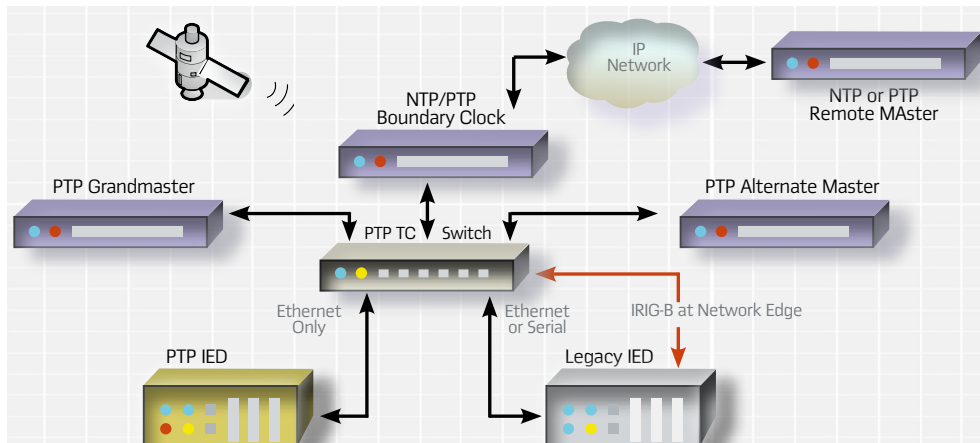 IP
Network
NTP or PTP
Remote MAster
NTP/PTP
Boundary Clock
PTP Grandmaster
PTP Alternate Master
PTP TC Switch
Ethernet
Only
Ethernet
or Serial
IRIG-B at Network Edge
PTP IED
Legacy IED